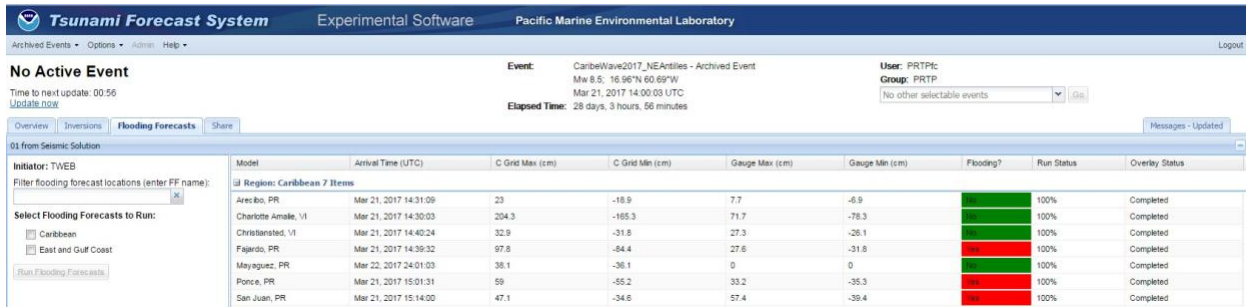 Tsunami Forecast System Experimental Software Pacific Marine Environmental Laboratory
Archived Events Options Admin Help Logout
No Active Event
Time to next update: 00:56
Update now
Event: CaribeWave2017_NEAntilles - Archived Event
Mw 8.5; 16.96°N 60.69°W
Mar 21, 2017 14:00:03 UTC
Elapsed Time: 28 days, 3 hours, 56 minutes
User: PRTPfc
Group: PRTP
No other selectable events Go
Overview Inversions Flooding Forecasts Share Messages - Updated
01 from Seismic Solution
Initiator: TWEB
Filter flooding forecast locations (enter FF name):
Select Flooding Forecasts to Run:
Caribbean
East and Gulf Coast
Run Flooding Forecasts
Model Arrival Time (UTC) C Grid Max (cm) C Grid Min (cm) Gauge Max (cm) Gauge Min (cm) Flooding? Run Status Overlay Status
Region: Caribbean 7 Items
Arecibo, PR Mar 21, 2017 14:31:09 23 -18.9 7.7 -6.9 No 100% Completed
Charlotte Amalie, VI Mar 21, 2017 14:30:03 204.3 -165.3 71.7 -78.3 No 100% Completed
Christiansted, VI Mar 21, 2017 14:40:24 32.9 -31.8 27.3 -26.1 No 100% Completed
Fajardo, PR Mar 21, 2017 14:39:32 97.8 -84.4 27.6 -31.8 Yes 100% Completed
Mayaguez, PR Mar 22, 2017 24:01:03 38.1 -36.1 0 0 No 100% Completed
Ponce, PR Mar 21, 2017 15:01:31 59 -55.2 33.2 -35.3 Yes 100% Completed
San Juan, PR Mar 21, 2017 15:14:00 47.1 -34.6 57.4 -39.4 Yes 100% Completed